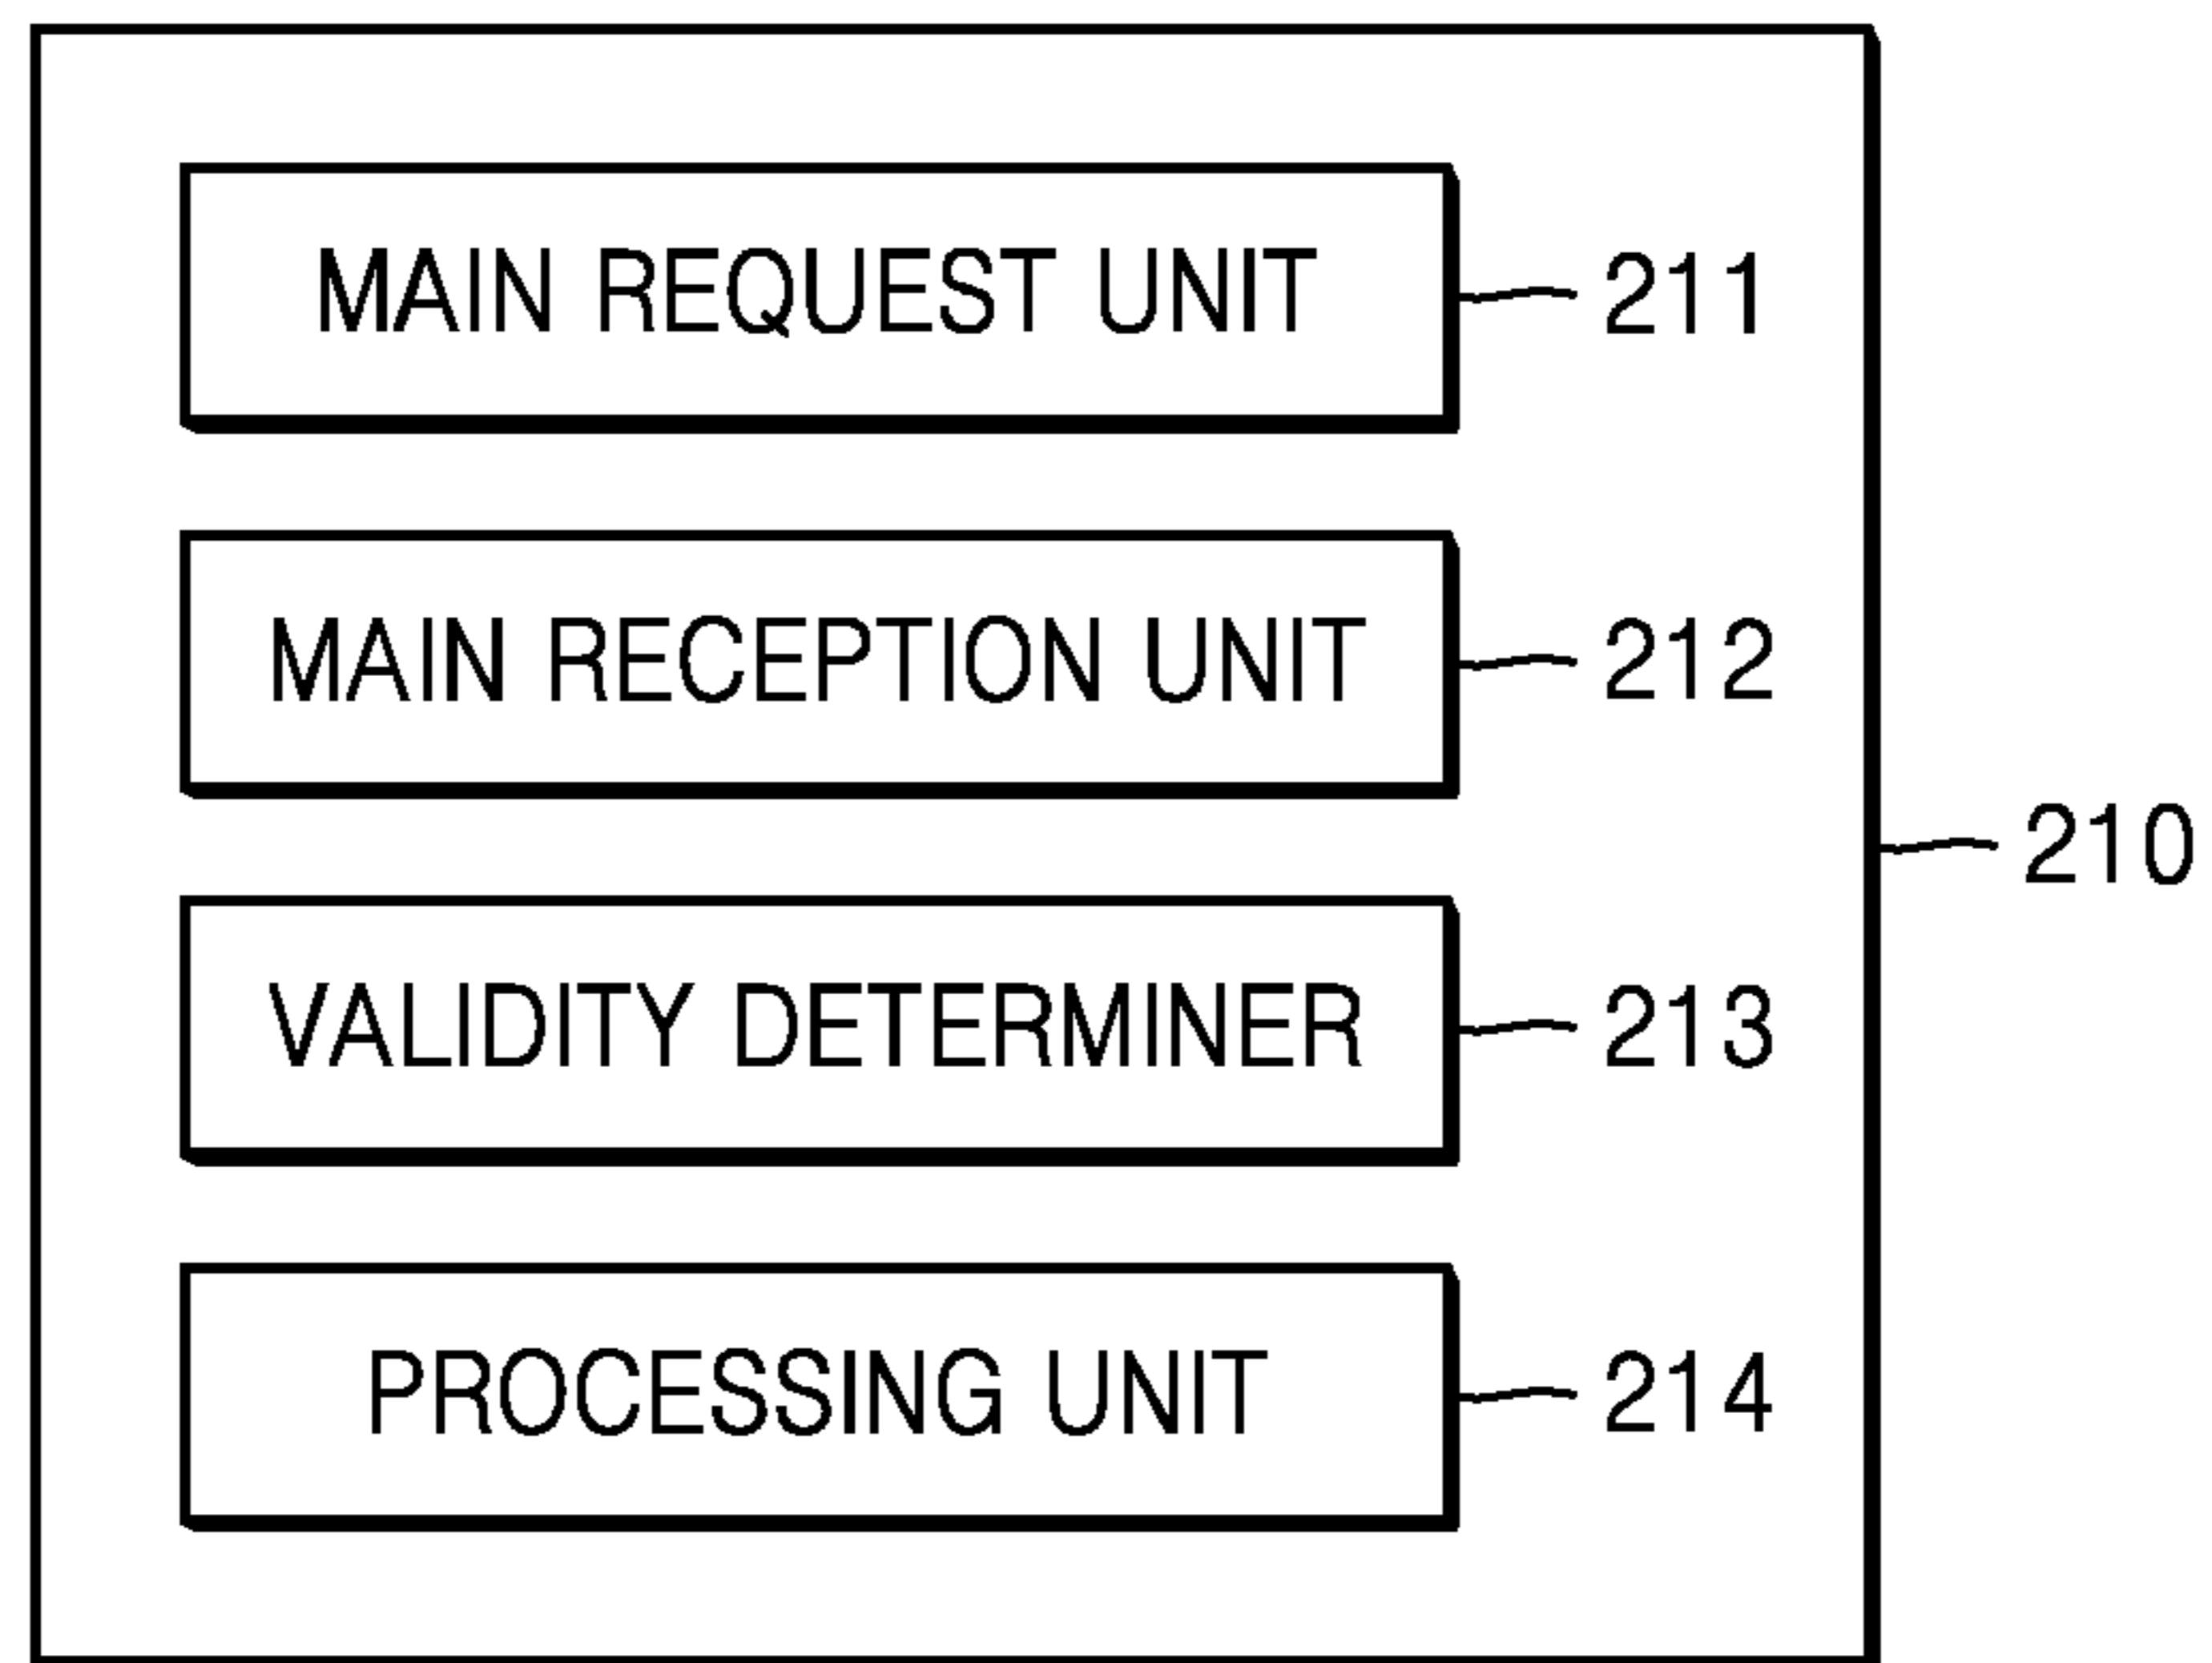 MAIN REQUEST UNIT 211
MAIN RECEPTION UNIT 212
210
VALIDITY DETERMINER 213
PROCESSING UNIT 214